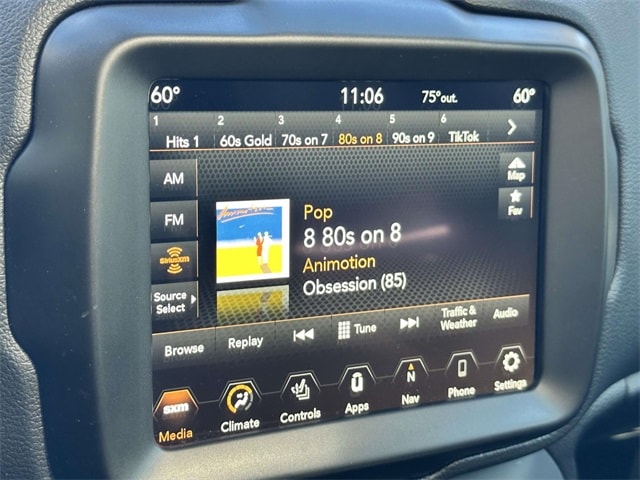 60° 11:06 75°out. 60°
1 2 3 4 5 6
Hits 1 60s Gold 70s on 7 80s on 8 90s on 9 TikTok
AM
Map
FM
Fav
Pop
8 80s on 8
Animotion
Obsession (85)
SiriusXM
Source
Select
Browse Replay Tune Traffic &
Weather Audio
sxm
N
Media Climate Controls Apps Nav Phone Settings